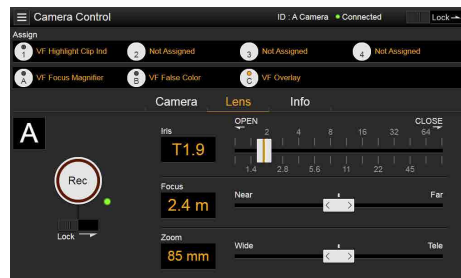 Camera Control
ID : A Camera Connected
Lock
Assign
1 VF Highlight Clip Ind
2 Not Assigned
3 Not Assigned
4 Not Assigned
A VF Focus Magnifier
B VF False Color
C VF Overlay
Camera Lens Info
A
Rec
Lock
Iris
T1.9
OPEN CLOSE
2 4 8 16 32 64
1.4 2.8 5.6 11 22 45
Focus
2.4 m
Near Far
Zoom
85 mm
Wide Tele